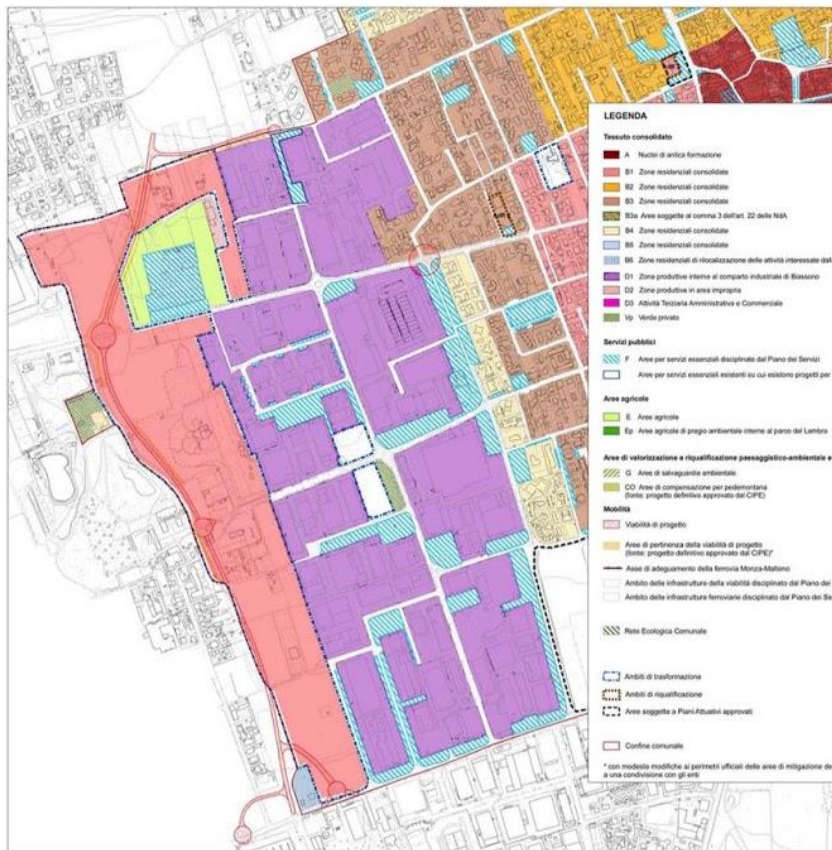 LEGENDA
Tessuto consolidato
A Nuclei di antica formazione
B1 Zone residenziali consolidate
B2 Zone residenziali consolidate
B3 Zone residenziali consolidate
B3a Aree soggette al comma 3 dell'art. 22 delle NdA
B4 Zone residenziali consolidate
B5 Zone residenziali consolidate
B6 Zone residenziali di rilocalizzazione delle attività interessate dalla
D1 Zona produttive interne al comparto industriale di Biassono
D2 Zone produttive in area impropria
D3 Attività Terziaria Amministrativa e Commerciale
Vp Verde privato
Servizi pubblici
F Aree per servizi essenziali disciplinate dal Piano dei Servizi
Aree per servizi essenziali esistenti su cui esistono progetti per
Aree agricole
E Aree agricole
Ep Aree agricole di pregio ambientale interne al parco del Lambro
Aree di valorizzazione e riqualificazione paesaggistico-ambientale e
G Aree di salvaguardia ambientale
CO Aree di compensazione per pedemontana
(fonte: progetto definitivo approvato dal CIPE)
Mobilità
Viabilità di progetto
Aree di pertinenza della viabilità di progetto
(fonte: progetto definitivo approvato dal CIPE)*
Asse di adeguamento della ferrovia Monza-Molteno
Ambito delle infrastrutture della viabilità disciplinato dal Piano dei
Ambito delle infrastrutture ferroviarie disciplinato dal Piano dei Se
Rete Ecologica Comunale
Ambiti di trasformazione
Ambiti di riqualificazione
Aree soggette a Piani Attuativi approvati
Confine comunale
* con modeste modifiche ai perimetri ufficiali delle aree di mitigazione de
a una condivisione con gli enti